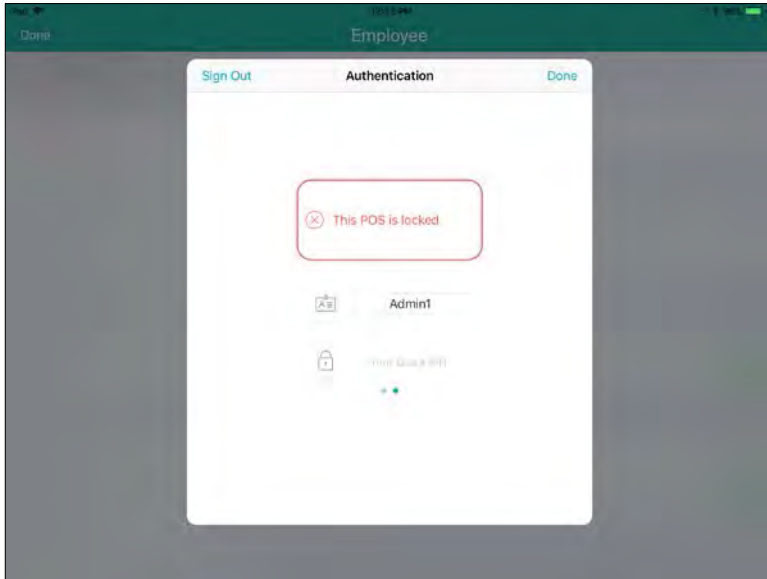 Done
Employee
Sign Out Authentication Done
This POS is locked
Admin1